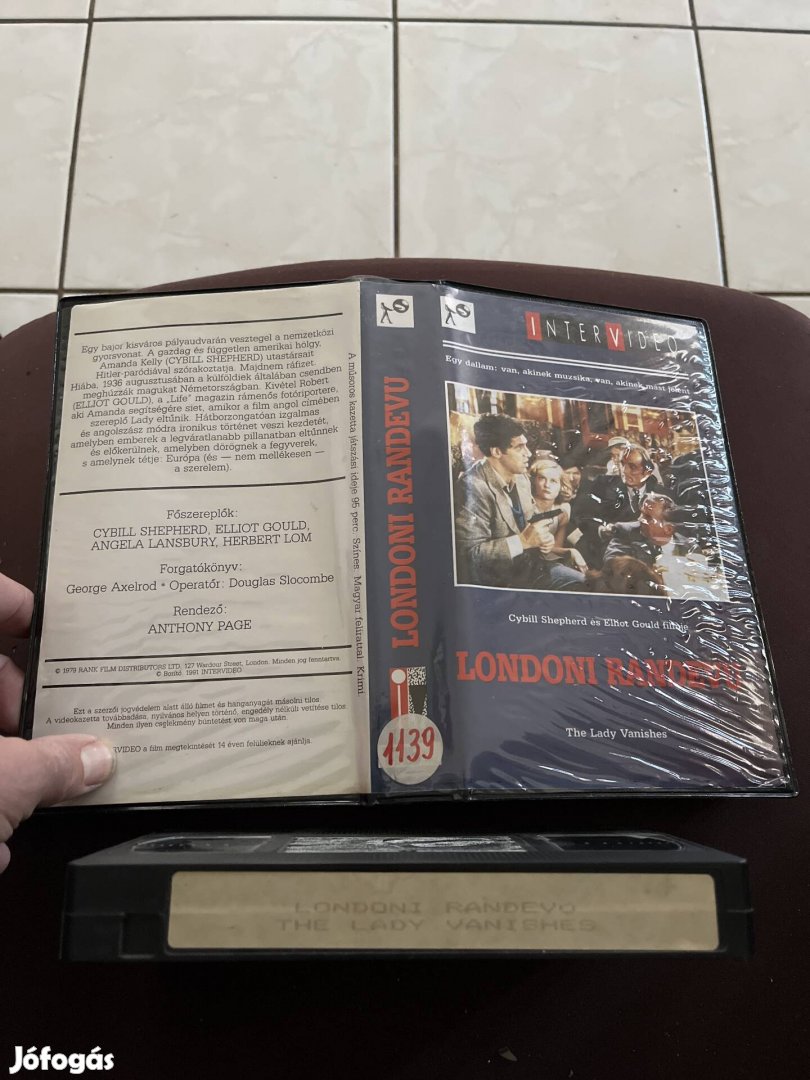 Egy bajor kisváros pályaudvarán vesztegel a nemzetközi
gyorsvonat. A gazdag és független amerikai hölgy,
Amanda Kelly (CYBILL SHEPHERD) utastársait
Hitler-paródiával szórakoztatja. Majdnem ráfizet.
Hiába, 1936 augusztusában a külföldiek általában csendben
meghúzzák magukat Németországban. Kivétel Robert
(ELLIOT GOULD), a „Life" magazin rámenős fotóriportere,
aki Amanda segítségére siet, amikor a film angol címében
szereplő Lady eltűnik. Hátborzongatóan izgalmas
és angolszász módra ironikus történet veszi kezdetét,
amelyben emberek a legváratlanabb pillanatban eltűnnek
és előkerülnek, amelyben dörögnek a fegyverek,
s amelynek tétje: Európa (és — nem mellékesen —
a szerelem).
Főszereplők:
CYBILL SHEPHERD, ELLIOT GOULD,
ANGELA LANSBURY, HERBERT LOM
Forgatókönyv:
George Axelrod • Operatőr: Douglas Slocombe
Rendező:
ANTHONY PAGE
© 1979 RANK FILM DISTRIBUTORS LTD, 127 Wardour Street, London. Minden jog fenntartva.
© Borító, 1991 INTERVIDEO
Ezt a szerzői jogvédelem alatt álló filmet és hanganyagát másolni tilos.
A videokazetta továbbadása, nyilvános helyen történő, engedély nélküli vetítése tilos.
Minden ilyen cselekmény büntetést von maga után.
RVIDEO a film megtekintését 14 éven felülieknek ajánlja.
A műsoros kazetta játszási ideje 95 perc. Színes. Magyar felirattal. Krimi.
LONDONI RANDEVU
1139
INTERVIDEO
Egy dallam: van, akinek muzsika, van, akinek mást jelent
Cybill Shepherd és Elliot Gould filmje
LONDONI RANDEVU
The Lady Vanishes
LONDONI RANDEVU
THE LADY VANISHES
Jófogás